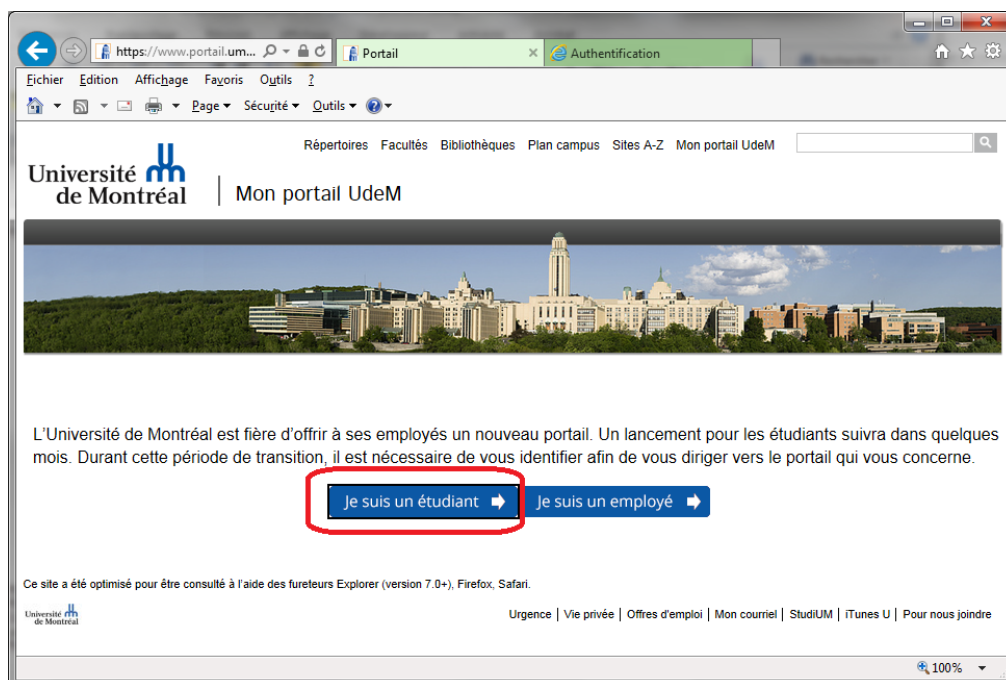 https://www.portail.um...
Portail
Authentification
Fichier Edition Affichage Favoris Outils ?
Page Sécurité Outils
Répertoires Facultés Bibliothèques Plan campus Sites A-Z Mon portail UdeM
Université
de Montréal
Mon portail UdeM
L'Université de Montréal est fière d'offrir à ses employés un nouveau portail. Un lancement pour les étudiants suivra dans quelques
mois. Durant cette période de transition, il est nécessaire de vous identifier afin de vous diriger vers le portail qui vous concerne.
Je suis un étudiant Je suis un employé
Ce site a été optimisé pour être consulté à l'aide des fureteurs Explorer (version 7.0+), Firefox, Safari.
Université
de Montréal
Urgence | Vie privée | Offres d'emploi | Mon courriel | StudiUM | iTunes U | Pour nous joindre
100%